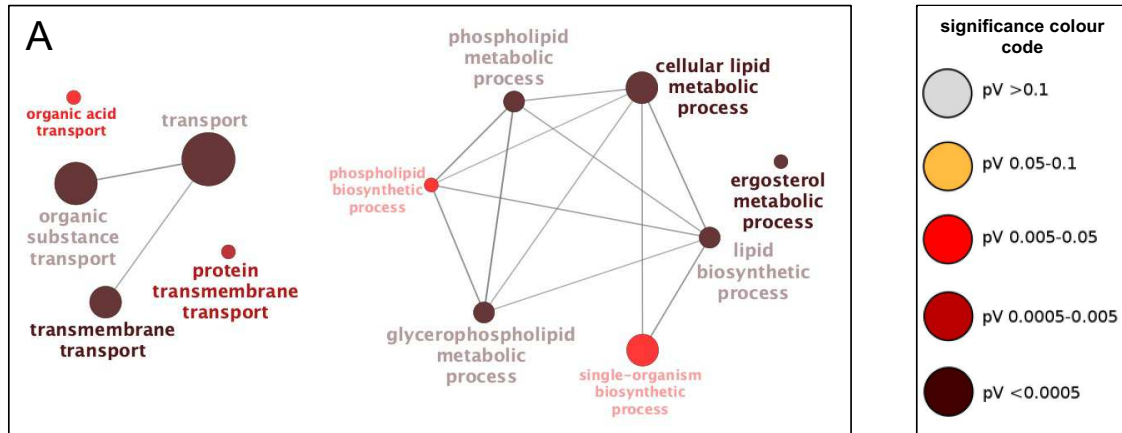 A
organic acid
transport
transport
organic
substance
transport
protein
transmembrane
transport
transmembrane
transport
phospholipid
metabolic
process
cellular lipid
metabolic
process
phospholipid
biosynthetic
process
ergosterol
metabolic
process
lipid
biosynthetic
process
glycerophospholipid
metabolic
process
single-organism
biosynthetic
process
significance colour
code
pV >0.1
pV 0.05-0.1
pV 0.005-0.05
pV 0.0005-0.005
pV <0.0005